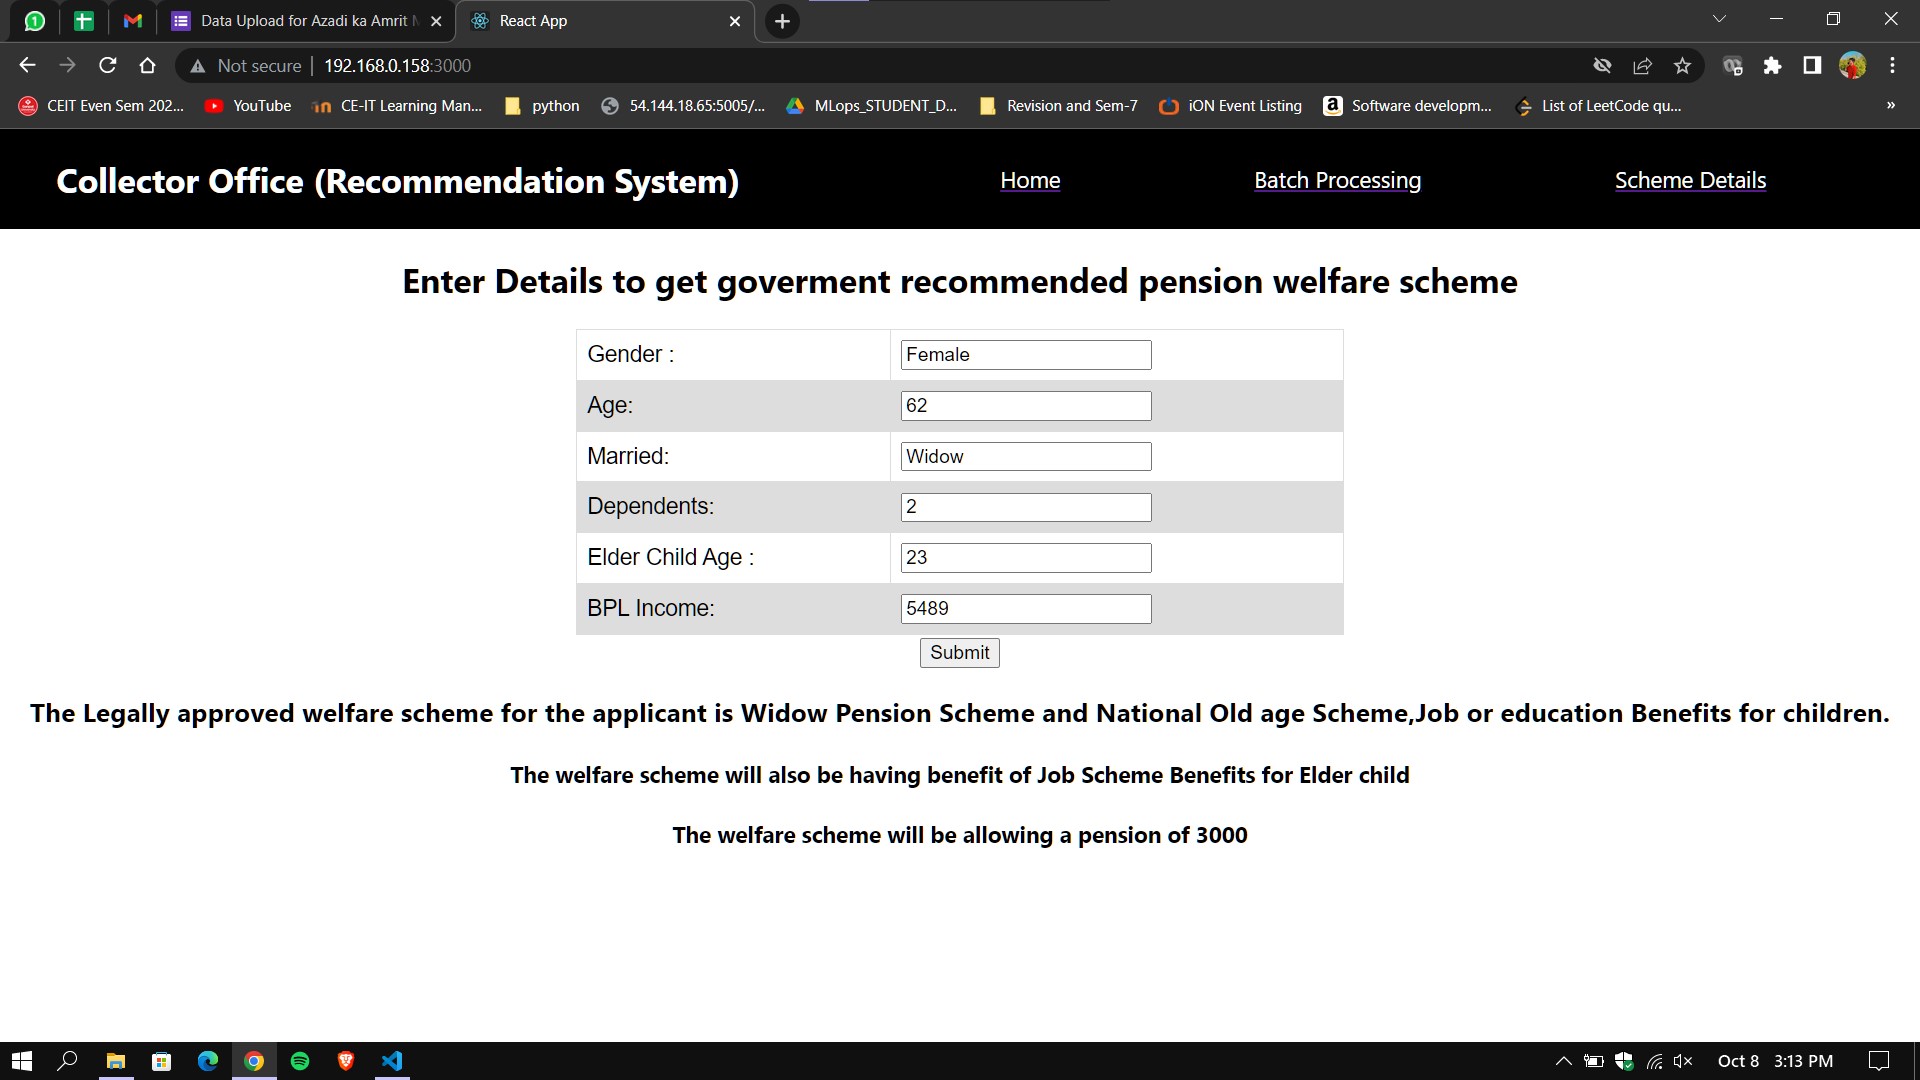 Data Upload for Azadi ka Amrit
React App
Not secure 192.168.0.158:3000
CEIT Even Sem 202... YouTube CE-IT Learning Man... python 54.144.18.65:5005/... MLops_STUDENT_D... Revision and Sem-7 iON Event Listing Software developm... List of LeetCode qu... »
Collector Office (Recommendation System) Home Batch Processing Scheme Details
Enter Details to get goverment recommended pension welfare scheme
Gender : Female
Age: 62
Married: Widow
Dependents: 2
Elder Child Age : 23
BPL Income: 5489
Submit
The Legally approved welfare scheme for the applicant is Widow Pension Scheme and National Old age Scheme,Job or education Benefits for children.
The welfare scheme will also be having benefit of Job Scheme Benefits for Elder child
The welfare scheme will be allowing a pension of 3000
Oct 8 3:13 PM